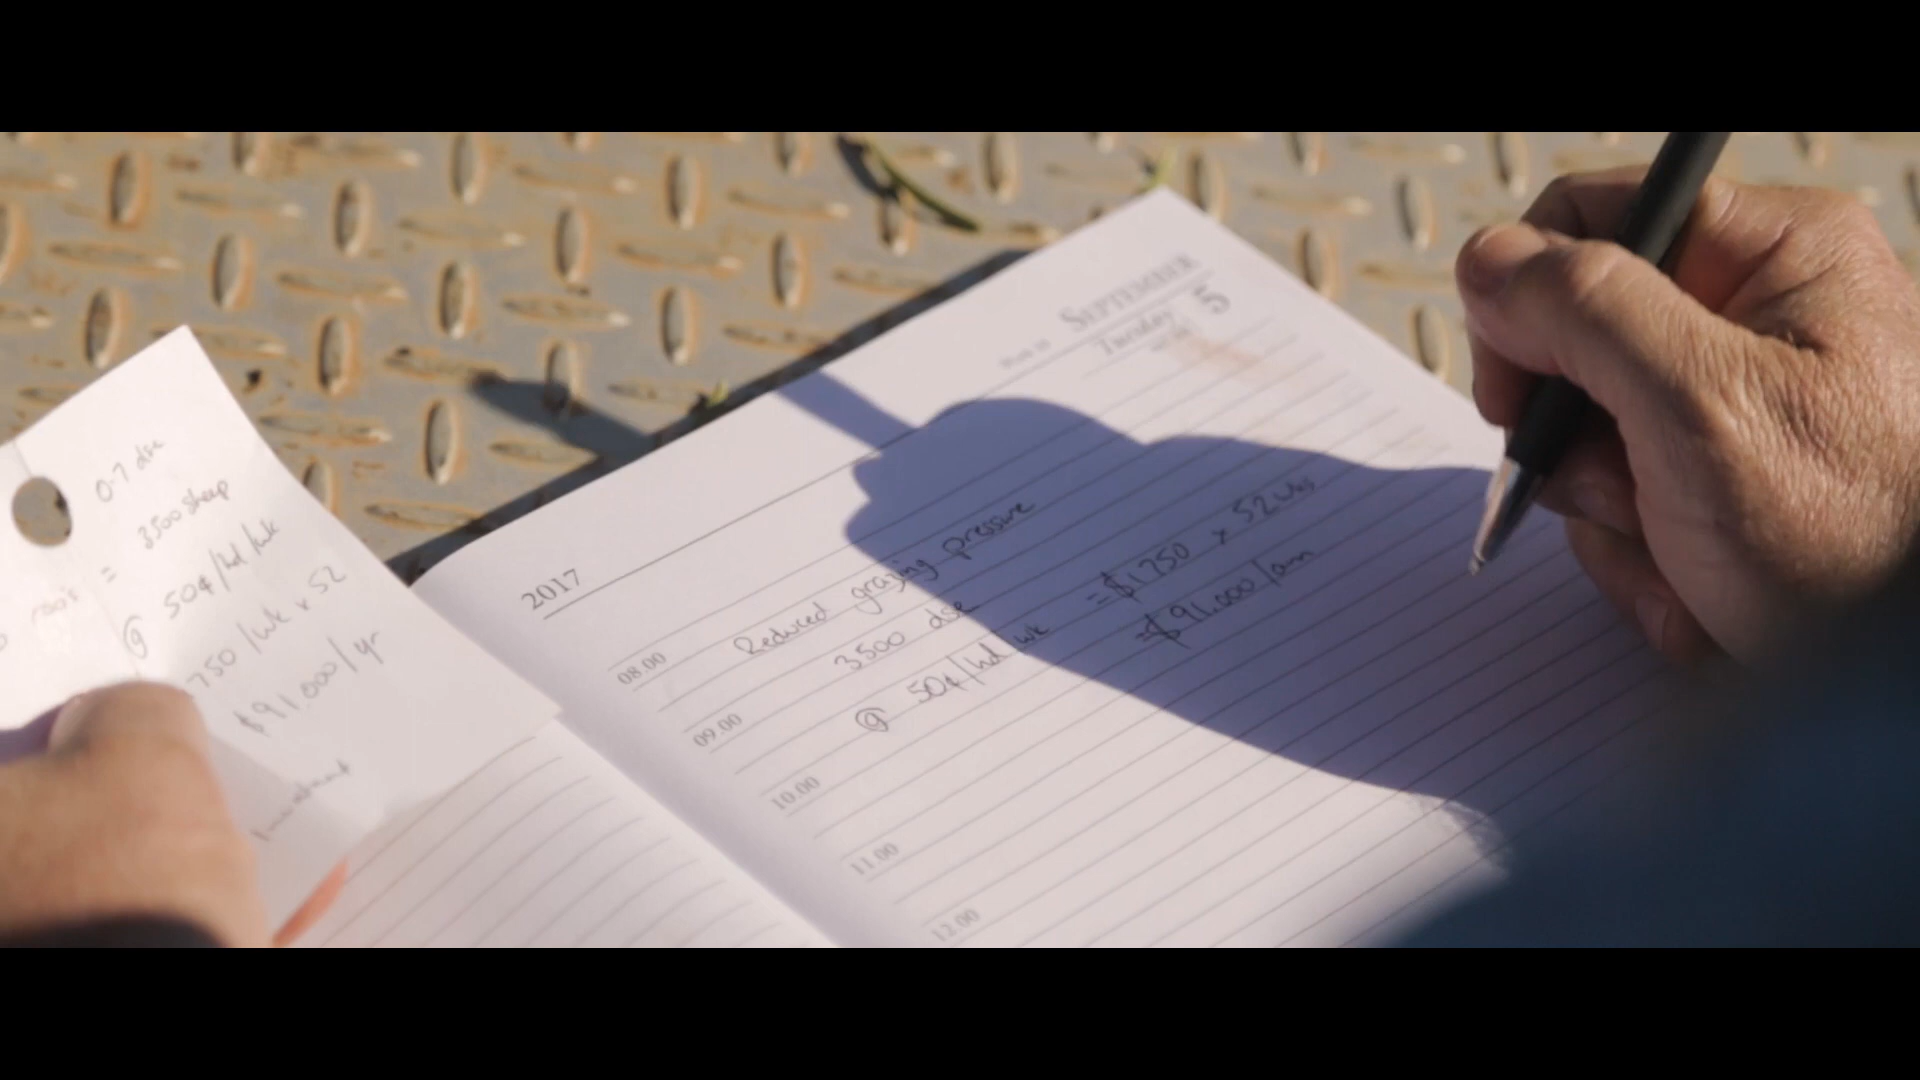 0.7 dse
roo's = 3500 sheep
@ 50¢/hd/wk
750/wk x 52
$91,000/yr
SEPTEMBER
Tuesday 5
2017
08.00
Reduced grazing pressure
3500 dse
09.00
@ 50¢/hd wk = $1750 x 52 wks
= $91,000/ann
10.00
11.00
12.00